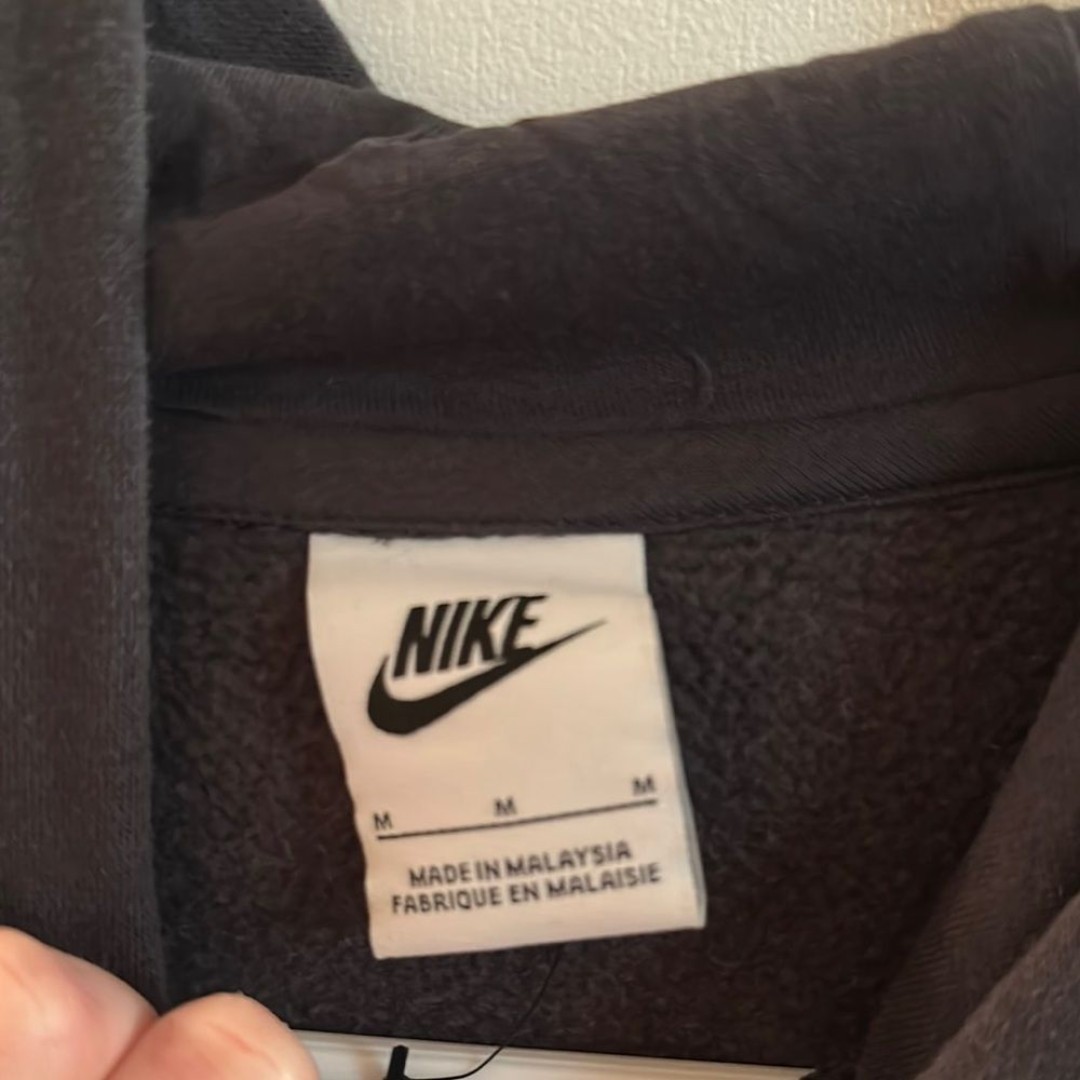 NIKE
M M M
MADE IN MALAYSIA
FABRIQUE EN MALAISIE